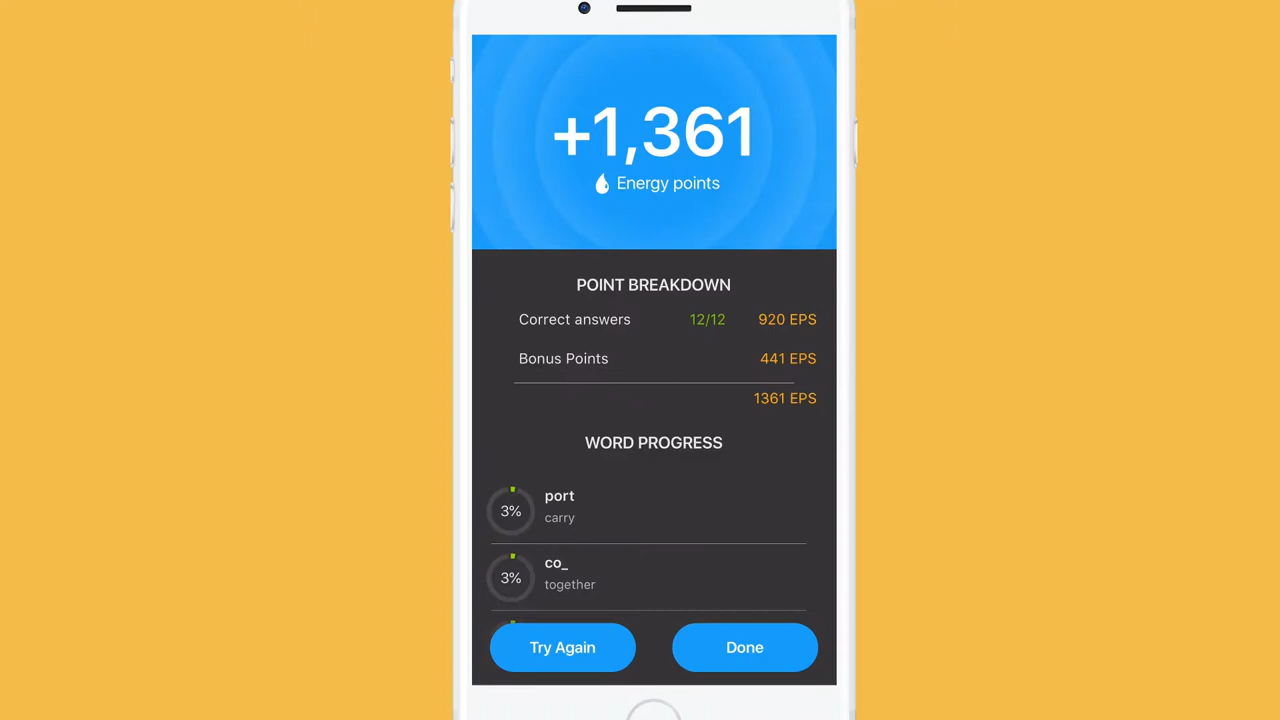 +1,361
Energy points
POINT BREAKDOWN
Correct answers 12/12 920 EPS
Bonus Points 441 EPS
1361 EPS
WORD PROGRESS
3% port
carry
3% co_
together
Try Again Done